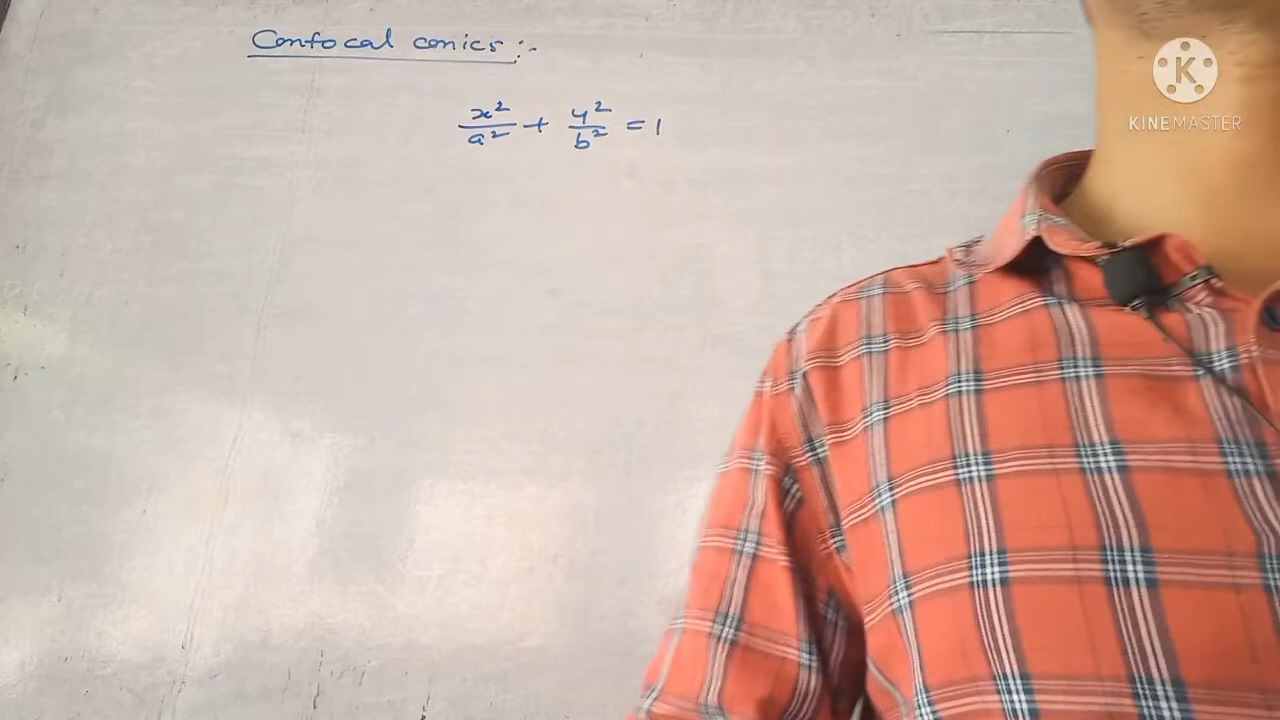 Confocal conics :-
x²/a² + y²/b² = 1
K
KINEMASTER